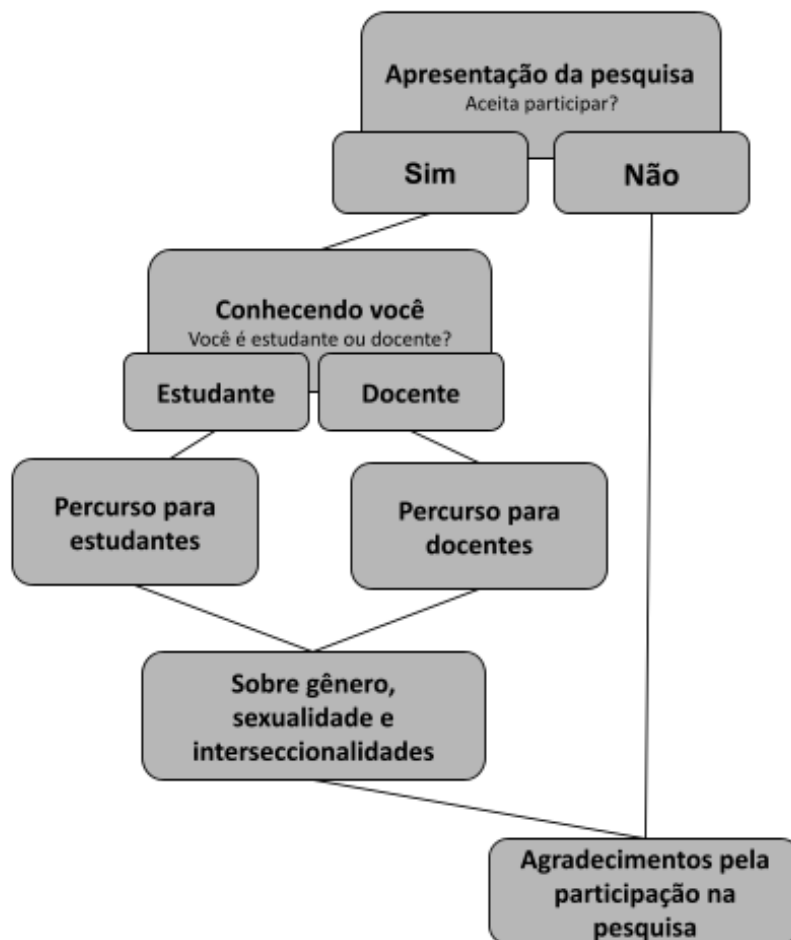 Apresentação da pesquisa
Aceita participar?
Sim
Não
Conhecendo você
Você é estudante ou docente?
Estudante
Docente
Percurso para
estudantes
Percurso para
docentes
Sobre gênero,
sexualidade e
interseccionalidades
Agradecimentos pela
participação na
pesquisa